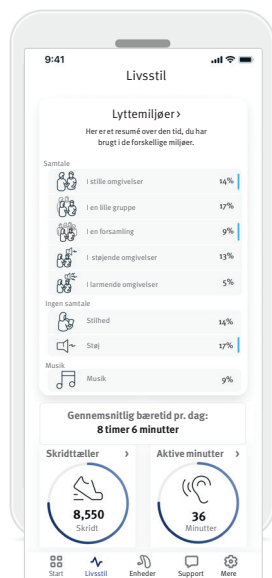 9:41
Livsstil
Lyttemiljøer ›
Her er et resumé over den tid, du har
brugt i de forskellige miljøer.
Samtale
I stille omgivelser 14%
I en lille gruppe 17%
I en forsamling 9%
I støjende omgivelser 13%
I larmende omgivelser 5%
Ingen samtale
Stilhed 14%
Støj 17%
Musik
Musik 9%
Gennemsnitlig bæretid pr. dag:
8 timer 6 minutter
Skridttæller ›
8,550
Skridt
Aktive minutter ›
36
Minutter
Start Livsstil Enheder Support Mere